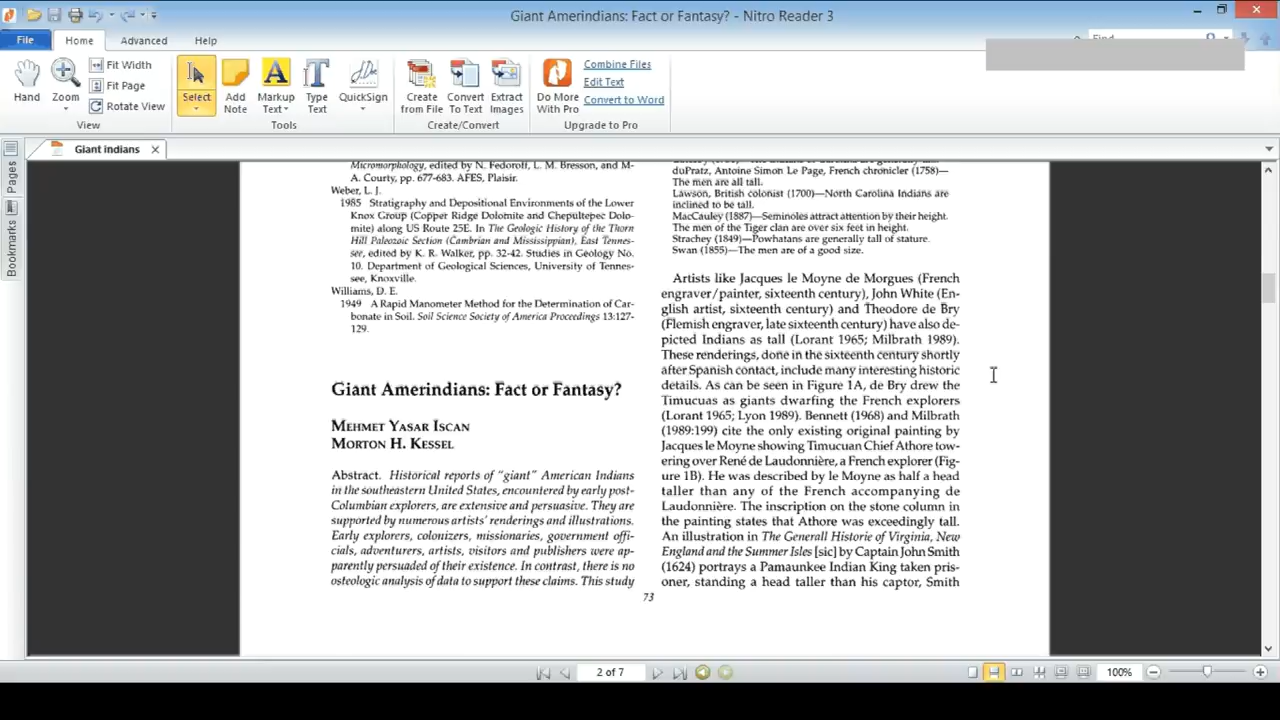 Giant Amerindians: Fact or Fantasy? - Nitro Reader 3
File
Home
Advanced
Help
Find
Hand
Zoom
Fit Width
Fit Page
Rotate View
View
Select
Add Note
Markup Text
Type Text
QuickSign
Tools
Create from File
Convert To Text
Extract Images
Create/Convert
Do More With Pro
Combine Files
Edit Text
Convert to Word
Upgrade to Pro
Giant indians
Pages
Bookmarks
Micromorphology, edited by N. Fedoroff, L. M. Bresson, and M-
A. Courty, pp. 677-683. AFES, Plaisir.
Weber, L. J.
1985 Stratigraphy and Depositional Environments of the Lower
Knox Group (Copper Ridge Dolomite and Chepultepec Dolo-
mite) along US Route 25E. In The Geologic History of the Thorn
Hill Paleozoic Section (Cambrian and Mississippian), East Tennes-
see, edited by K. R. Walker, pp. 32-42. Studies in Geology No.
10. Department of Geological Sciences, University of Tennes-
see, Knoxville.
Williams, D. E.
1949 A Rapid Manometer Method for the Determination of Car-
bonate in Soil. Soil Science Society of America Proceedings 13:127-
129.
Giant Amerindians: Fact or Fantasy?
MEHMET YASAR ISCAN
MORTON H. KESSEL
Abstract. Historical reports of "giant" American Indians
in the southeastern United States, encountered by early post-
Columbian explorers, are extensive and persuasive. They are
supported by numerous artists' renderings and illustrations.
Early explorers, colonizers, missionaries, government offi-
cials, adventurers, artists, visitors and publishers were ap-
parently persuaded of their existence. In contrast, there is no
osteologic analysis of data to support these claims. This study
duPratz, Antoine Simon Le Page, French chronicler (1758)—
The men are all tall.
Lawson, British colonist (1700)—North Carolina Indians are
inclined to be tall.
MacCauley (1887)—Seminoles attract attention by their height.
The men of the Tiger clan are over six feet in height.
Strachey (1849)—Powhatans are generally tall of stature.
Swan (1855)—The men are of a good size.
Artists like Jacques le Moyne de Morgues (French
engraver/painter, sixteenth century), John White (En-
glish artist, sixteenth century) and Theodore de Bry
(Flemish engraver, late sixteenth century) have also de-
picted Indians as tall (Lorant 1965; Milbrath 1989).
These renderings, done in the sixteenth century shortly
after Spanish contact, include many interesting historic
details. As can be seen in Figure 1A, de Bry drew the
Timucuas as giants dwarfing the French explorers
(Lorant 1965; Lyon 1989). Bennett (1968) and Milbrath
(1989:199) cite the only existing original painting by
Jacques le Moyne showing Timucuan Chief Athore tow-
ering over René de Laudonnière, a French explorer (Fig-
ure 1B). He was described by le Moyne as half a head
taller than any of the French accompanying de
Laudonnière. The inscription on the stone column in
the painting states that Athore was exceedingly tall.
An illustration in The Generall Historie of Virginia, New
England and the Summer Isles [sic] by Captain John Smith
(1624) portrays a Pamaunkee Indian King taken pris-
oner, standing a head taller than his captor, Smith
73
2 of 7
100%